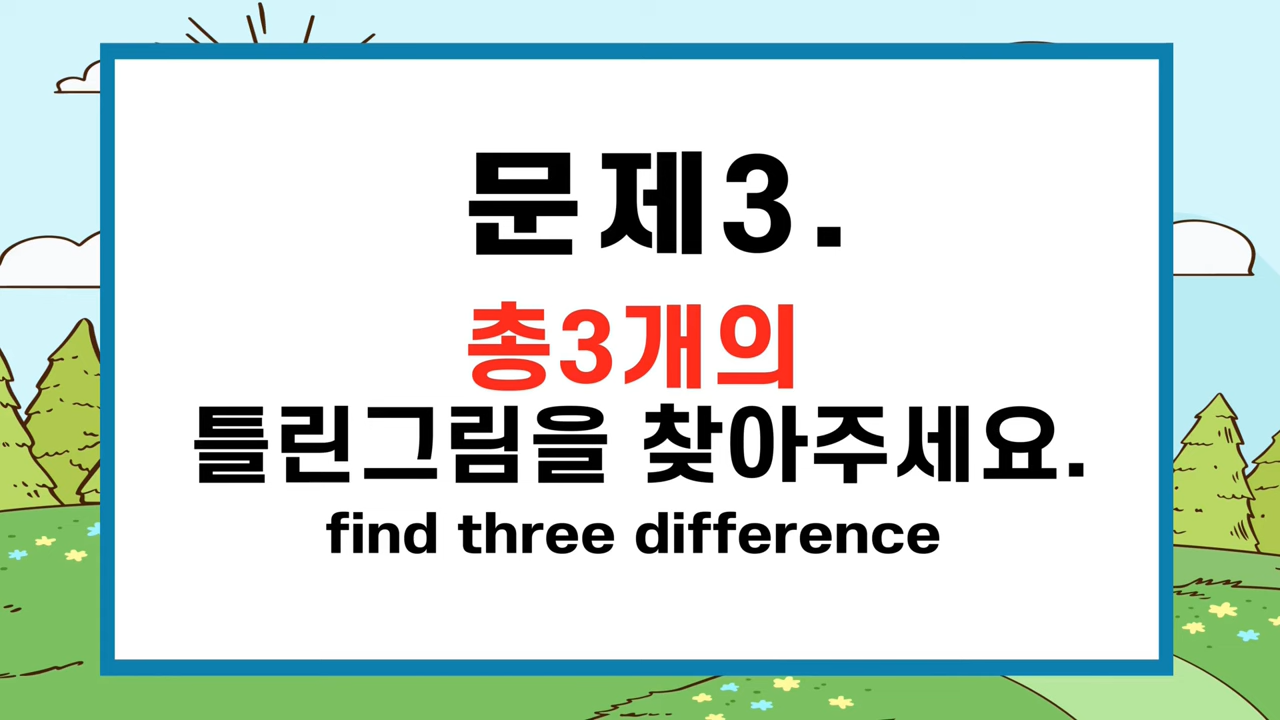 문제3.
총3개의
틀린그림을 찾아주세요.
find three difference